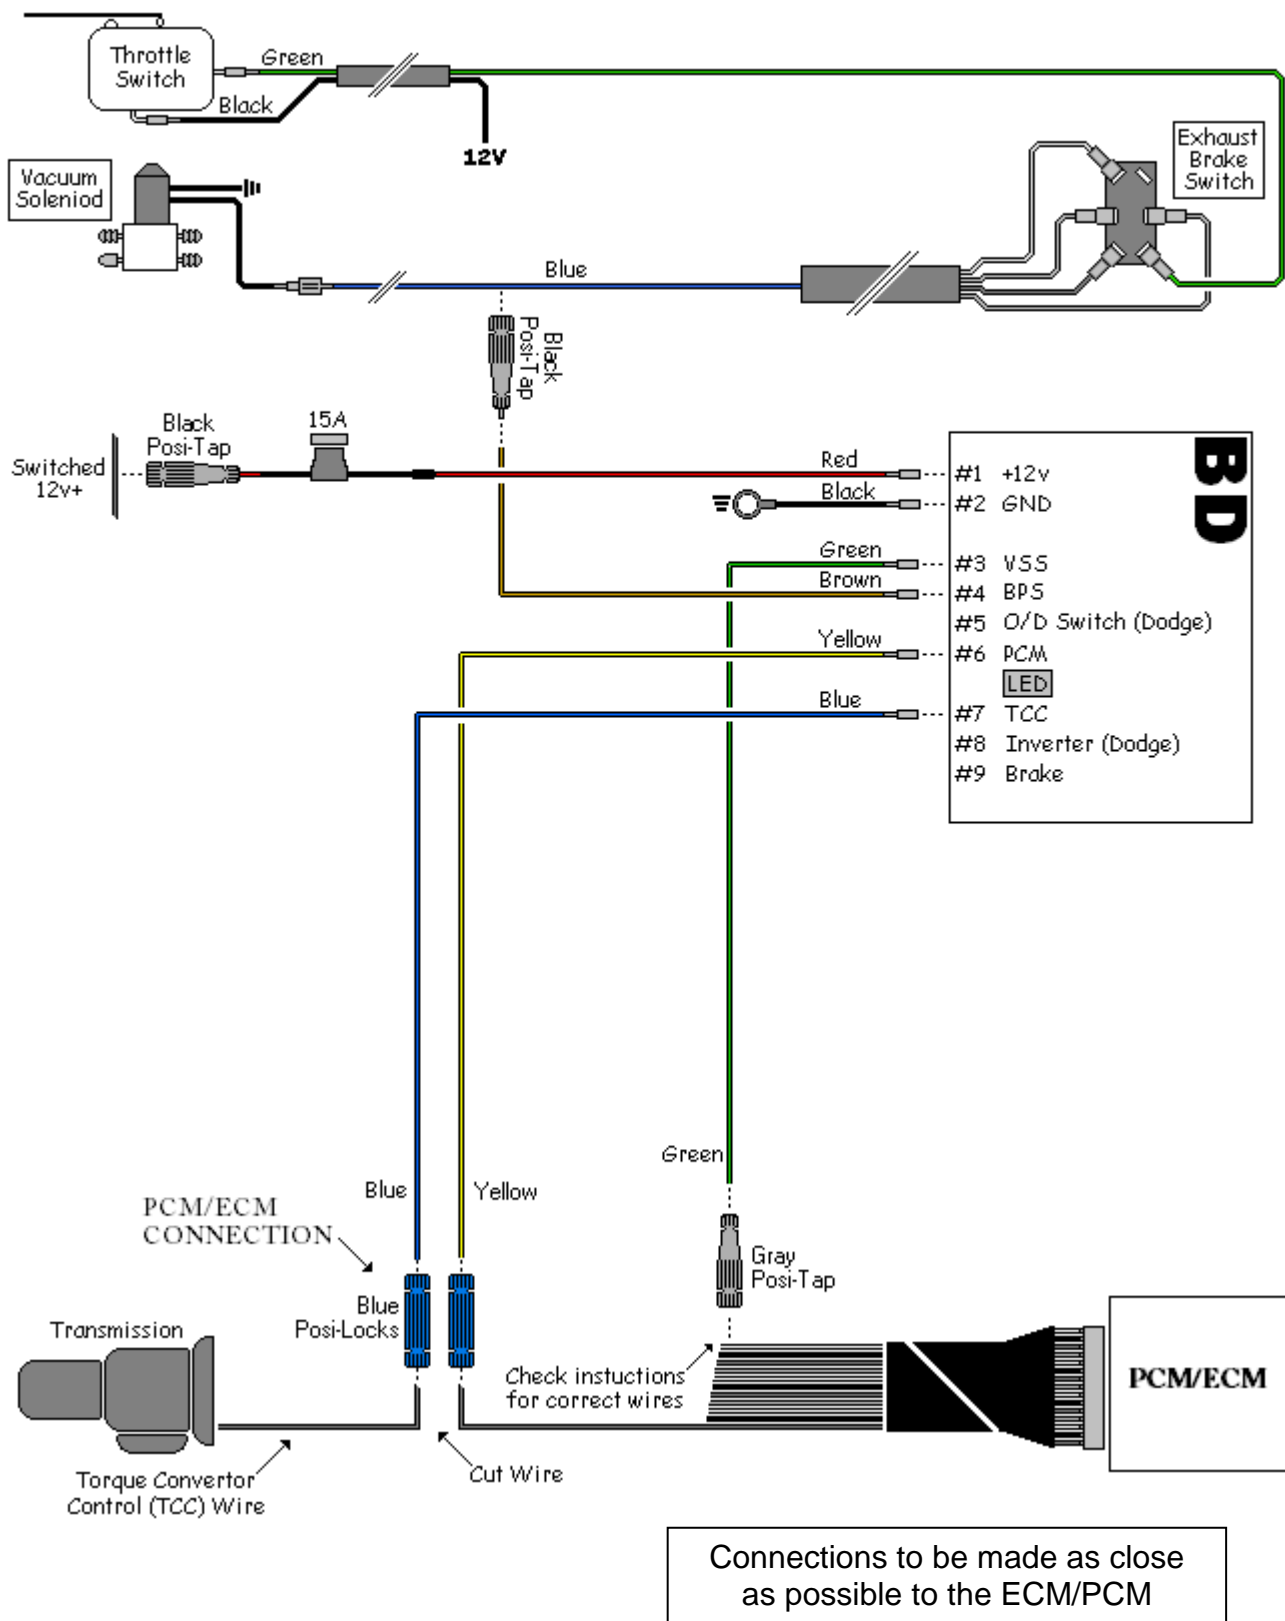 Throttle
Switch
Green
Black
12V
Vacuum
Soleniod
Exhaust
Brake
Switch
Blue
Black
Posi-Tap
Black
Posi-Tap
15A
Switched
12v+
Red
Black
Green
Brown
Yellow
Blue
BD
#1 +12v
#2 GND
#3 VSS
#4 BPS
#5 O/D Switch (Dodge)
#6 PCM
LED
#7 TCC
#8 Inverter (Dodge)
#9 Brake
Green
Blue
Yellow
PCM/ECM
CONNECTION
Gray
Posi-Tap
Blue
Posi-Locks
Transmission
Check instuctions
for correct wires
PCM/ECM
Torque Convertor
Control (TCC) Wire
Cut Wire
Connections to be made as close
as possible to the ECM/PCM